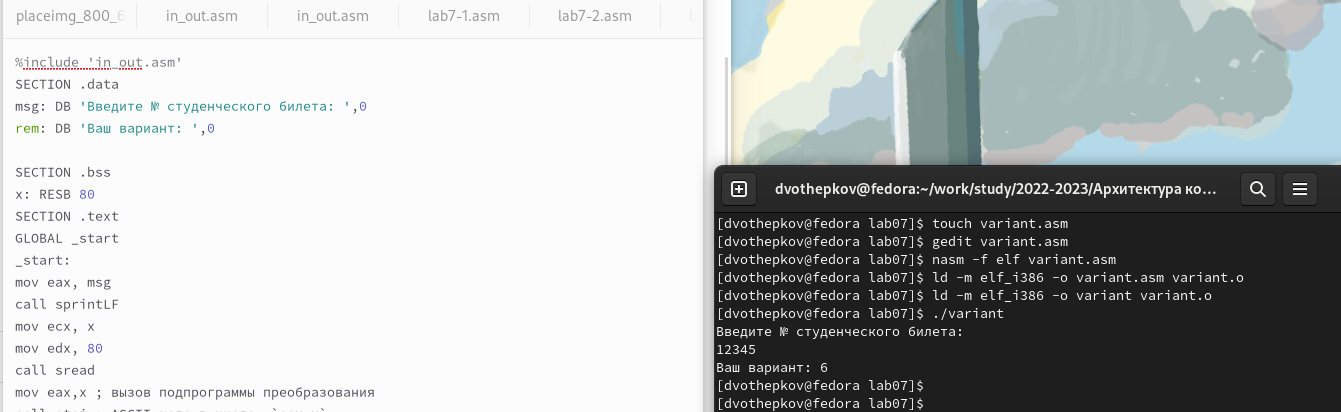 placeimg_800_6
in_out.asm
in_out.asm
lab7-1.asm
lab7-2.asm
%include 'in_out.asm'
SECTION .data
msg: DB 'Введите № студенческого билета: ',0
rem: DB 'Ваш вариант: ',0
SECTION .bss
x: RESB 80
SECTION .text
GLOBAL _start
_start:
mov eax, msg
call sprintLF
mov ecx, x
mov edx, 80
call sread
mov eax,x ; вызов подпрограммы преобразования
dvothepkov@fedora:~/work/study/2022-2023/Архитектура ко...
[dvothepkov@fedora lab07]$ touch variant.asm
[dvothepkov@fedora lab07]$ gedit variant.asm
[dvothepkov@fedora lab07]$ nasm -f elf variant.asm
[dvothepkov@fedora lab07]$ ld -m elf_i386 -o variant.asm variant.o
[dvothepkov@fedora lab07]$ ld -m elf_i386 -o variant variant.o
[dvothepkov@fedora lab07]$ ./variant
Введите № студенческого билета:
12345
Ваш вариант: 6
[dvothepkov@fedora lab07]$
[dvothepkov@fedora lab07]$